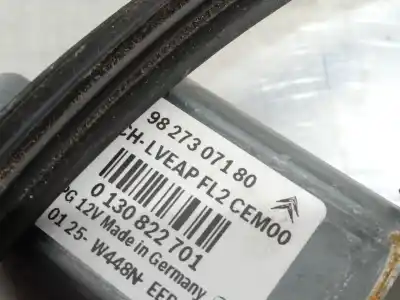 98 273 071 80
CH- LVEAP FL2 CEM00
0 130 822 701
PG 12V Made in Germany
01 25- W448N-